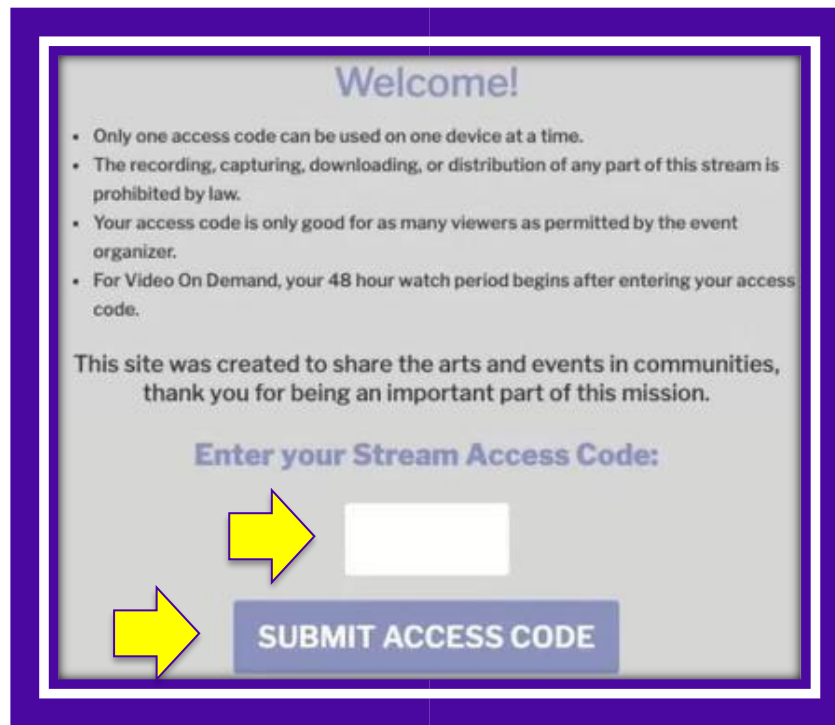 Welcome!
• Only one access code can be used on one device at a time.
• The recording, capturing, downloading, or distribution of any part of this stream is
prohibited by law.
• Your access code is only good for as many viewers as permitted by the event
organizer.
• For Video On Demand, your 48 hour watch period begins after entering your access
code.
This site was created to share the arts and events in communities,
thank you for being an important part of this mission.
Enter your Stream Access Code:
SUBMIT ACCESS CODE